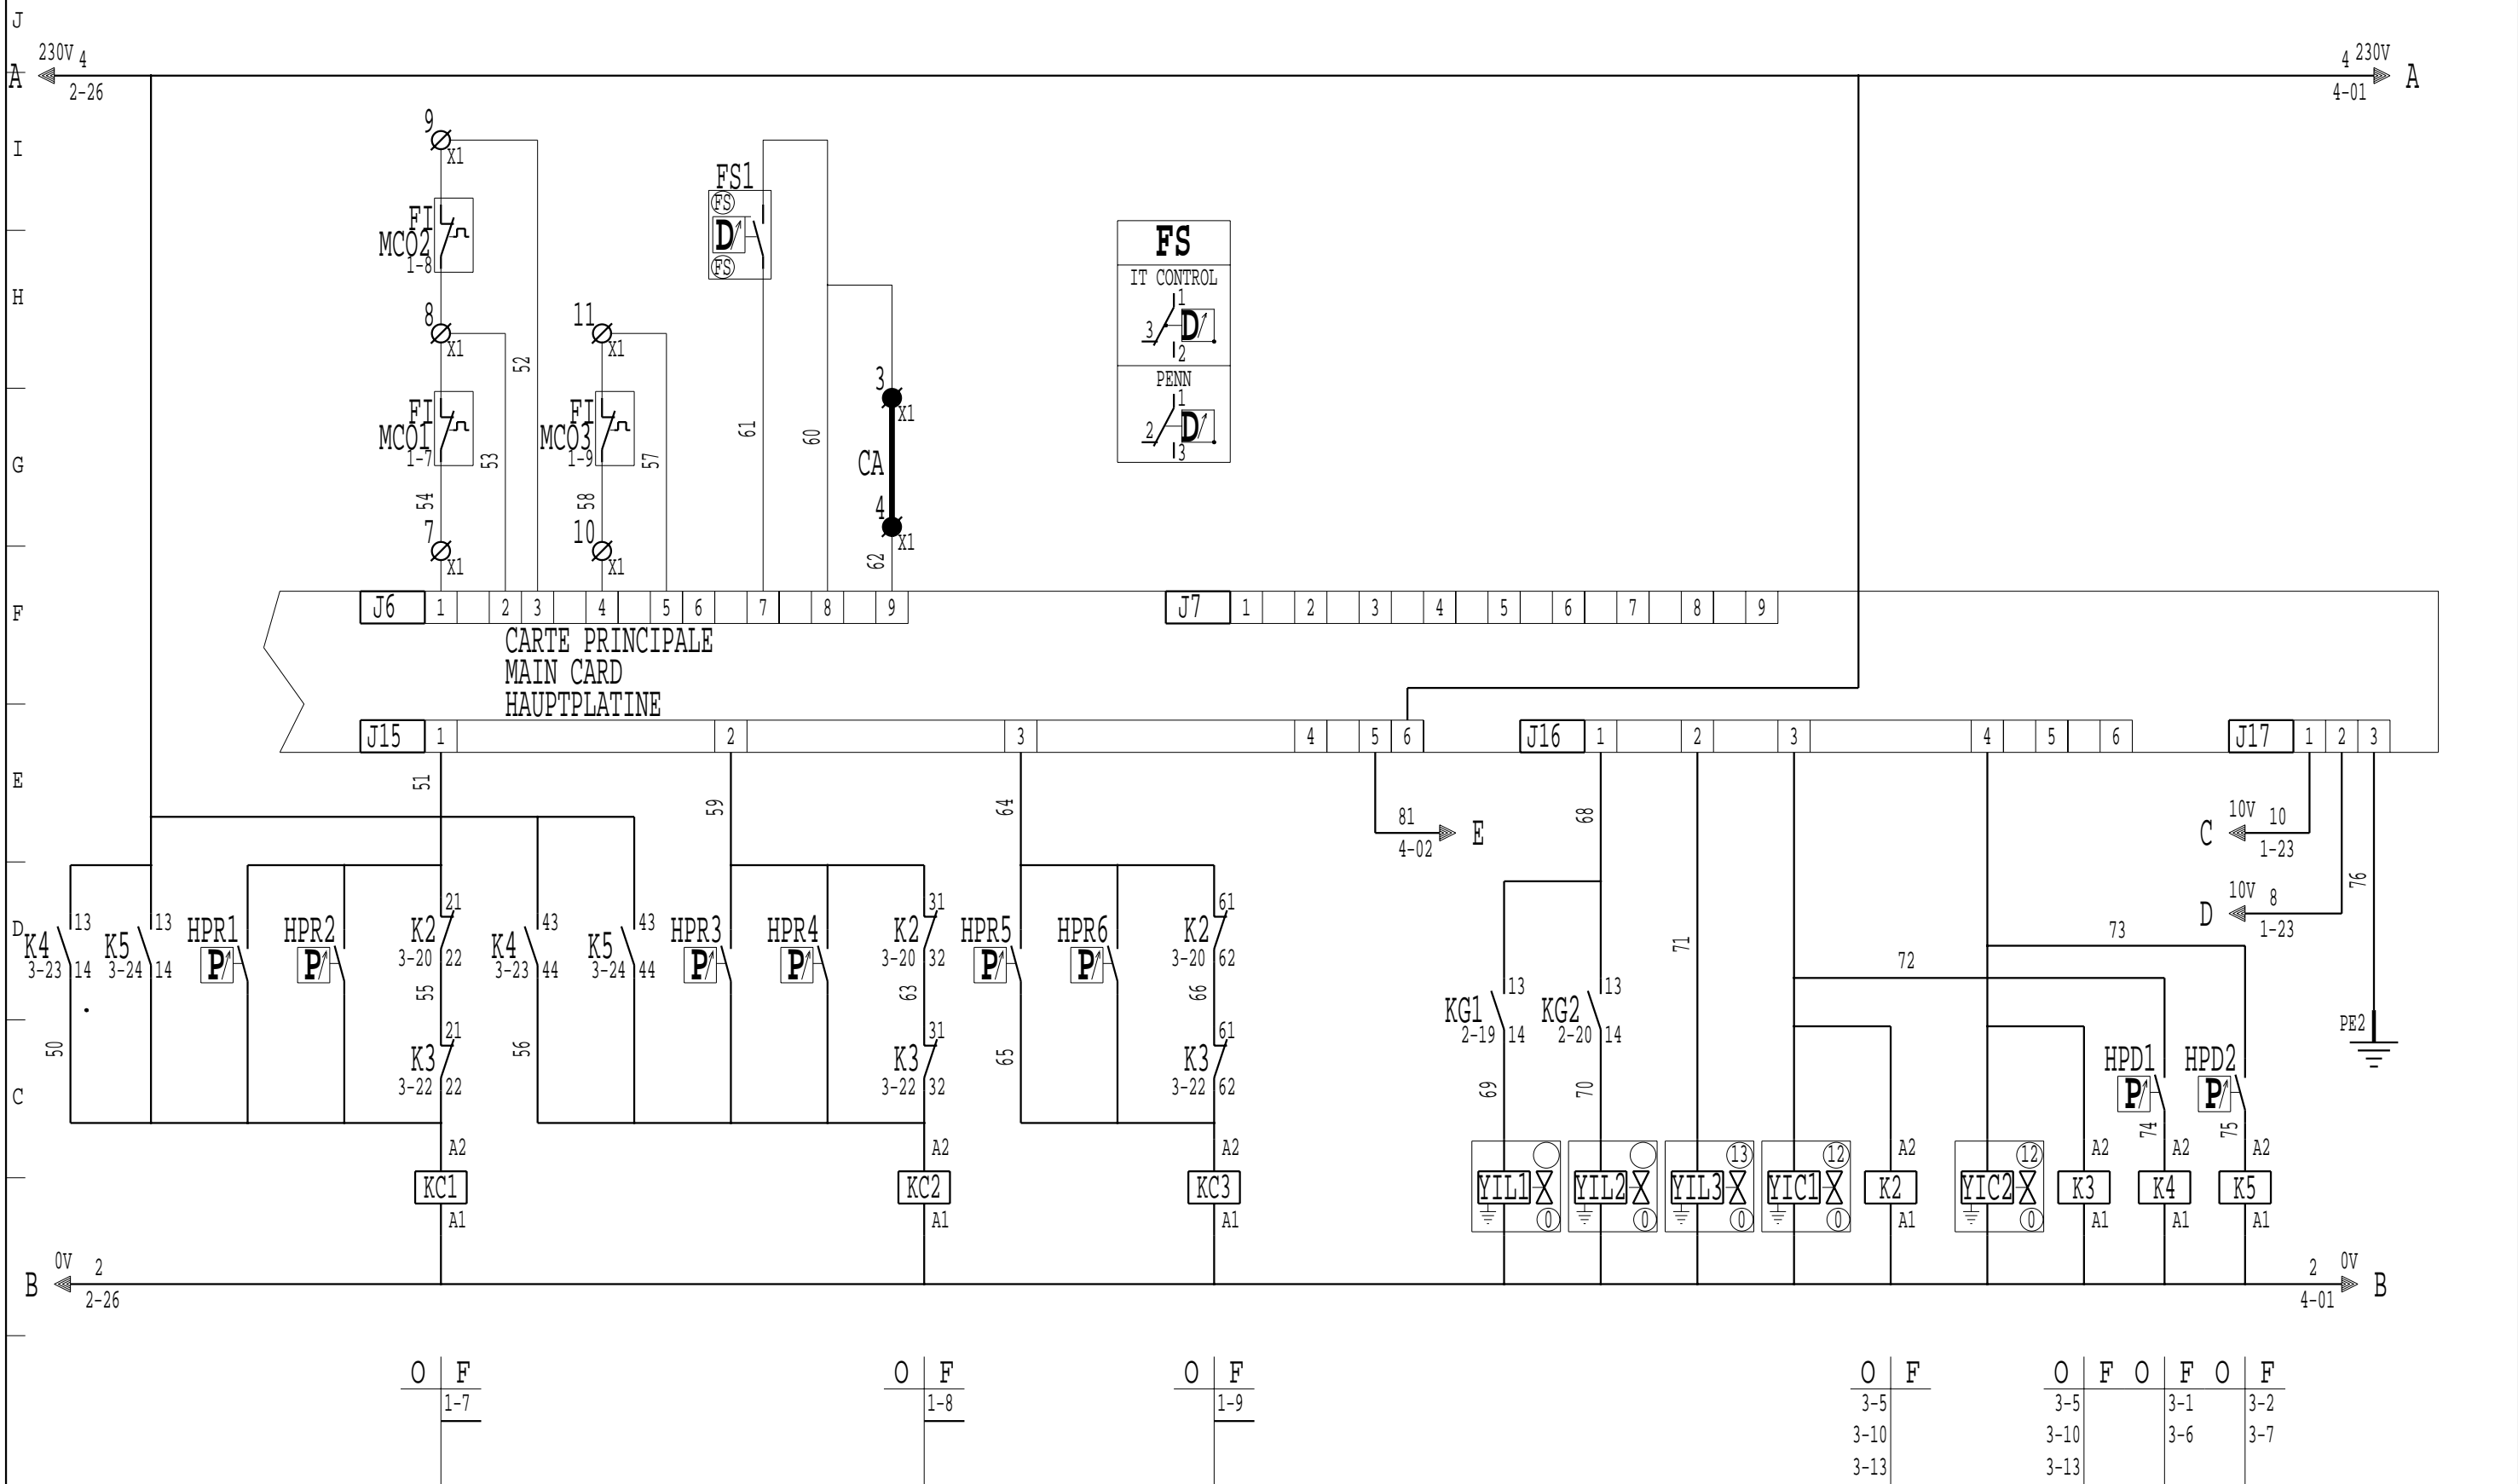 J
230V 4
A
2-26
4 230V
A
4-01
I
H
G
F
E
D
C
9
X1
FI
MCO2
1-8
8
X1
52
FI
MCO1
1-7
53
54
7
X1
11
X1
FI
MCO3
1-9
57
58
10
X1
FS1
FS
D
FS
61
60
3
X1
CA
4
X1
62
FS
IT CONTROL
1
3
D
2
PENN
1
2
D
3
J6 1 2 3 4 5 6 7 8 9
J7 1 2 3 4 5 6 7 8 9
CARTE PRINCIPALE
MAIN CARD
HAUPTPLATINE
J15 1 2 3 4 5 6
J16 1 2 3 4 5 6
J17 1 2 3
51
59
64
81
E
4-02
68
71
10V 10
C
1-23
10V 8
D
1-23
76
73
72
PE2
K4
13
3-23 14
50
K5
13
3-24 14
HPR1
P
HPR2
P
21
K2
3-20 22
55
21
K3
3-22 22
K4
43
3-23 44
56
K5
43
3-24 44
HPR3
P
HPR4
P
31
K2
3-20 32
63
31
K3
3-22 32
HPR5
P
65
HPR6
P
61
K2
3-20 62
66
61
K3
3-22 62
KG1
13
2-19 14
69
KG2
13
2-20 14
70
HPD1
P
74
HPD2
P
75
A2
KC1
A1
A2
KC2
A1
A2
KC3
A1
YIL1
0
YIL2
0
13
YIL3
0
12
YIC1
0
A2
K2
A1
12
YIC2
0
A2
K3
A1
A2
K4
A1
A2
K5
A1
0V 2
B
2-26
2 0V
B
4-01
O F
1-7
O F
1-8
O F
1-9
O F
3-5
3-10
3-13
O F
3-5
3-10
3-13
O F
3-1
3-6
O F
3-2
3-7